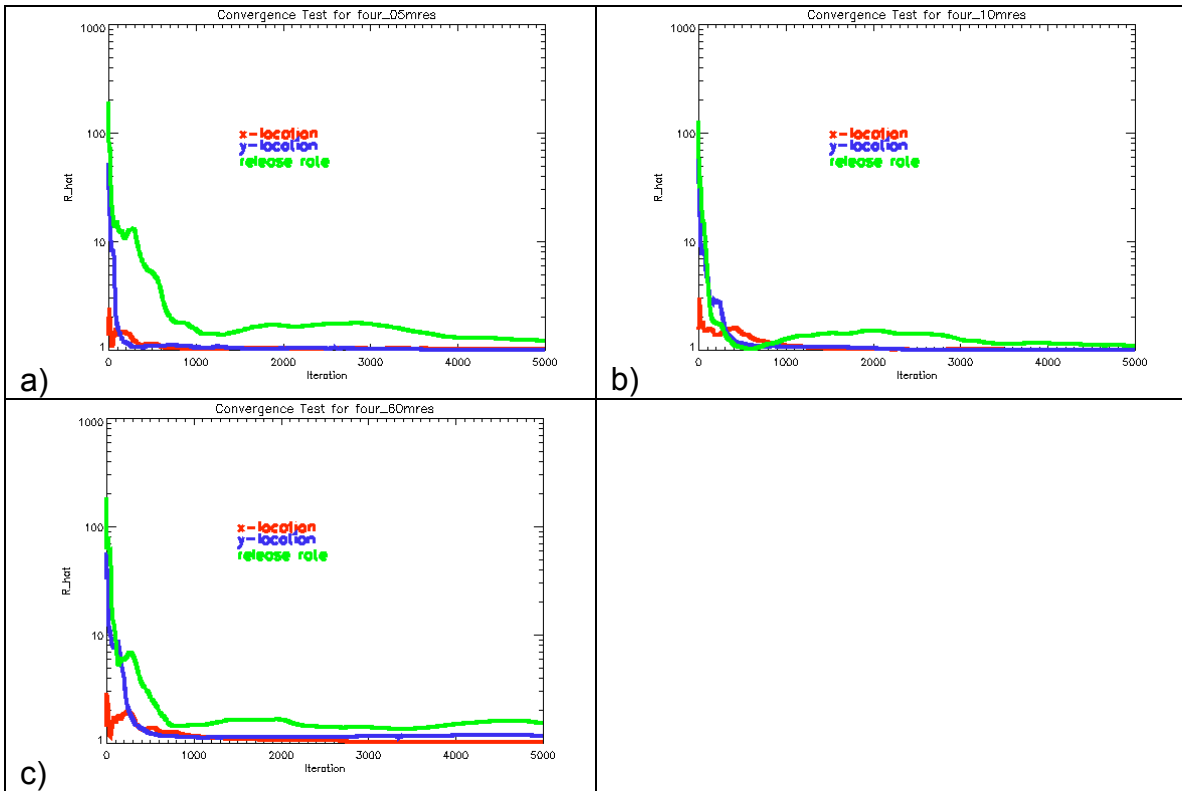 Convergence Test for four_05mres
1000
100
10
1
R_hat
x-location
y-location
release rate
0
1000
2000
3000
4000
5000
Iteration
a)
Convergence Test for four_10mres
1000
100
10
1
R_hat
x-location
y-location
release rate
0
1000
2000
3000
4000
5000
Iteration
b)
Convergence Test for four_60mres
1000
100
10
1
R_hat
x-location
y-location
release rate
0
1000
2000
3000
4000
5000
Iteration
c)